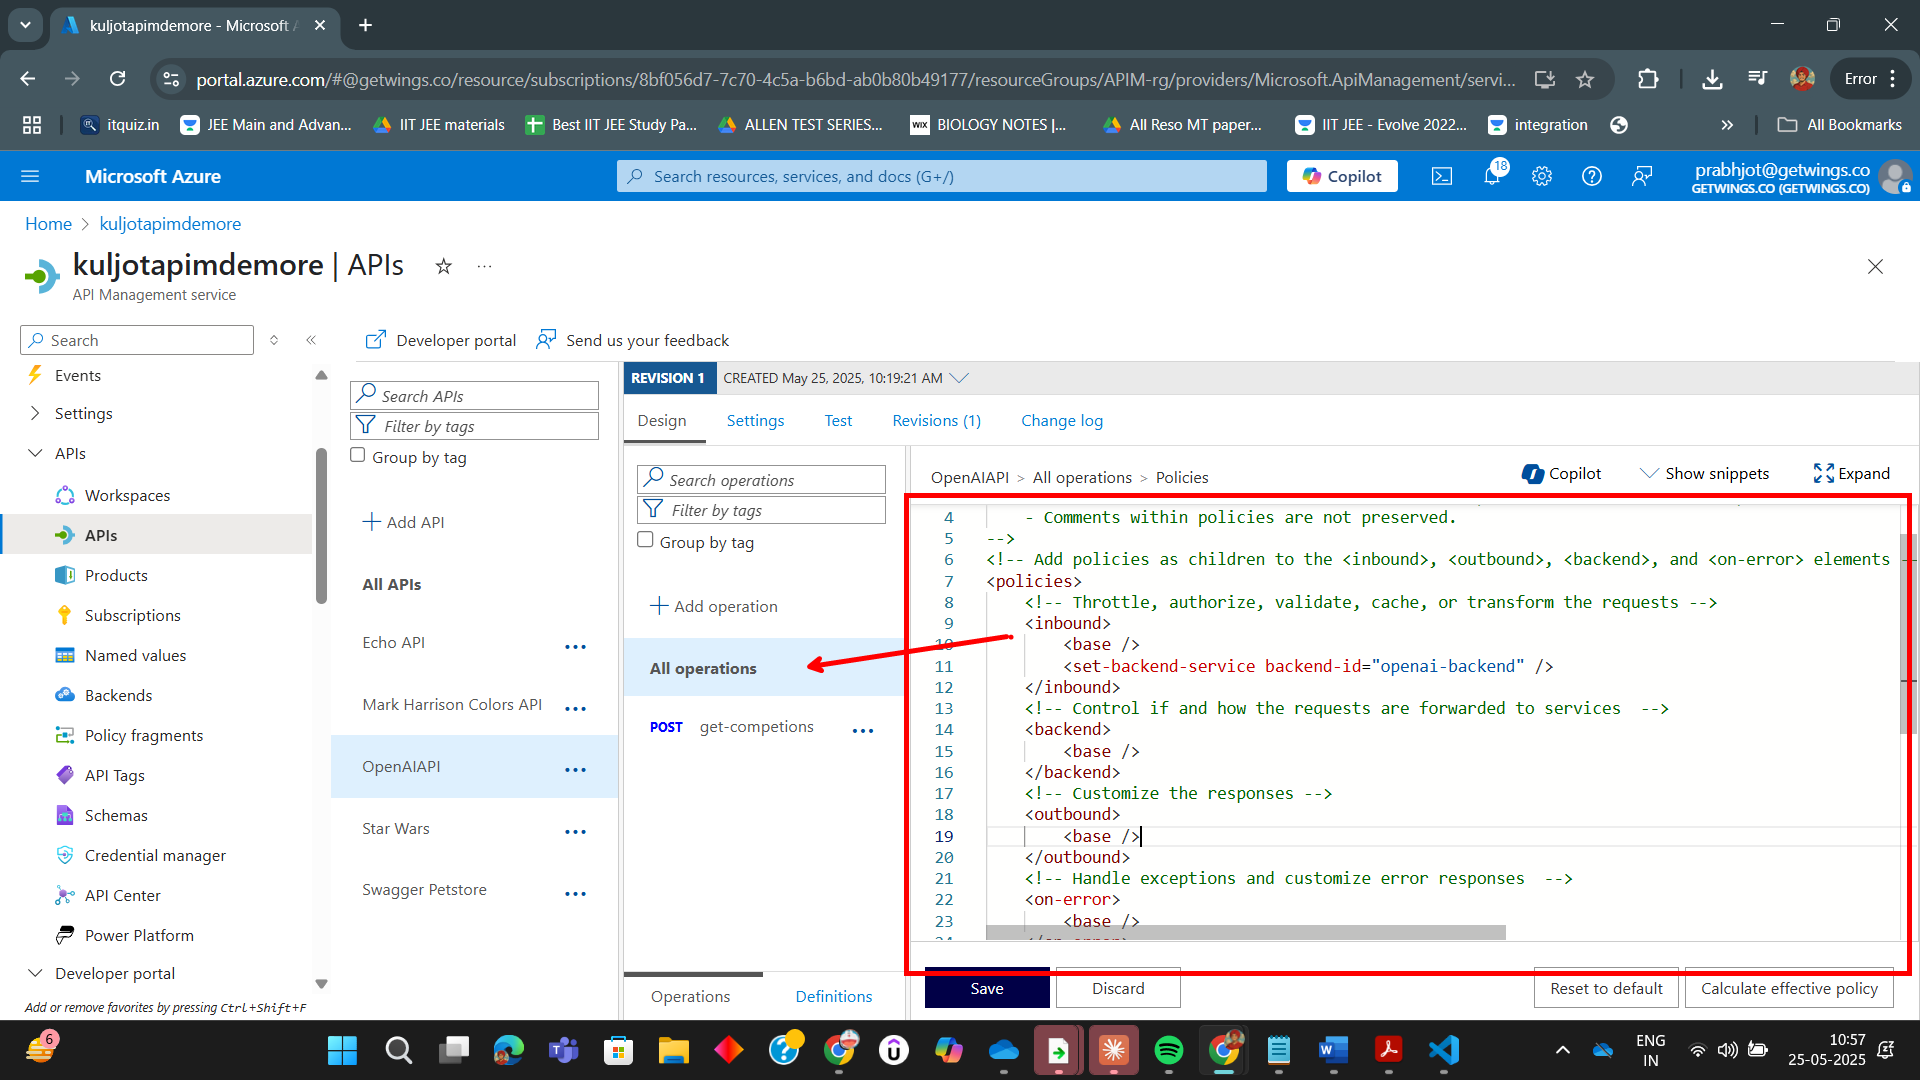 kuljotapimdemore - Microsoft A
portal.azure.com/#@getwings.co/resource/subscriptions/8bf056d7-7c70-4c5a-b6bd-ab0b80b49177/resourceGroups/APIM-rg/providers/Microsoft.ApiManagement/servi...
Error
itquiz.in
JEE Main and Advan...
IIT JEE materials
Best IIT JEE Study Pa...
ALLEN TEST SERIES...
WIX
BIOLOGY NOTES |...
All Reso MT paper...
IIT JEE - Evolve 2022...
integration
All Bookmarks
Microsoft Azure
Search resources, services, and docs (G+/)
Copilot
18
prabhjot@getwings.co
GETWINGS.CO (GETWINGS.CO)
Home > kuljotapimdemore
kuljotapimdemore | APIs
API Management service
Search
Developer portal
Send us your feedback
Events
Settings
APIs
Workspaces
APIs
Products
Subscriptions
Named values
Backends
Policy fragments
API Tags
Schemas
Credential manager
API Center
Power Platform
Developer portal
Add or remove favorites by pressing Ctrl+Shift+F
Search APIs
Filter by tags
Group by tag
Add API
All APIs
Echo API
Mark Harrison Colors API
OpenAIAPI
Star Wars
Swagger Petstore
REVISION 1
CREATED May 25, 2025, 10:19:21 AM
Design
Settings
Test
Revisions (1)
Change log
Search operations
Filter by tags
Group by tag
Add operation
All operations
POST get-competions
Operations
Definitions
OpenAIAPI > All operations > Policies
Copilot
Show snippets
Expand
4 - Comments within policies are not preserved.
5 -->
6 <!-- Add policies as children to the <inbound>, <outbound>, <backend>, and <on-error> elements
7 <policies>
8 <!-- Throttle, authorize, validate, cache, or transform the requests -->
9 <inbound>
10 <base />
11 <set-backend-service backend-id="openai-backend" />
12 </inbound>
13 <!-- Control if and how the requests are forwarded to services  -->
14 <backend>
15 <base />
16 </backend>
17 <!-- Customize the responses -->
18 <outbound>
19 <base />
20 </outbound>
21 <!-- Handle exceptions and customize error responses  -->
22 <on-error>
23 <base />
Save
Discard
Reset to default
Calculate effective policy
6
ENG
IN
10:57
25-05-2025